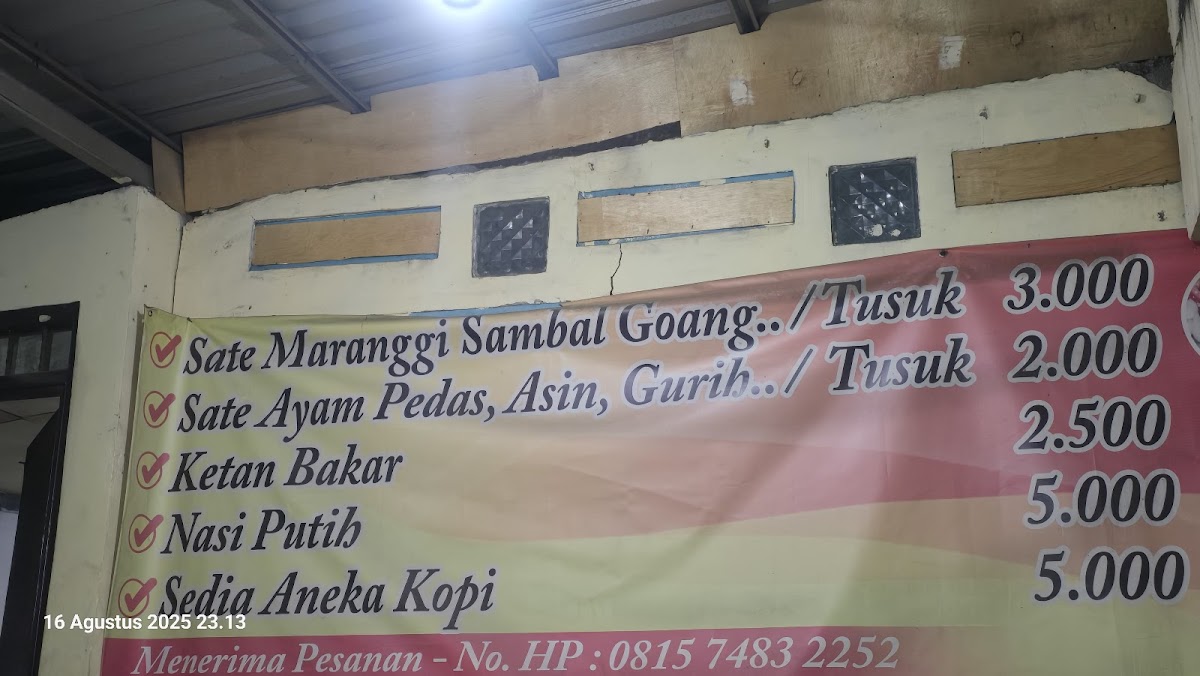 Sate Maranggi Sambal Goang../Tusuk 3.000
Sate Ayam Pedas, Asin, Gurih../ Tusuk 2.000
Ketan Bakar 2.500
Nasi Putih 5.000
Sedia Aneka Kopi 5.000
Menerima Pesanan - No. HP : 0815 7483 2252
16 Agustus 2025 23.13